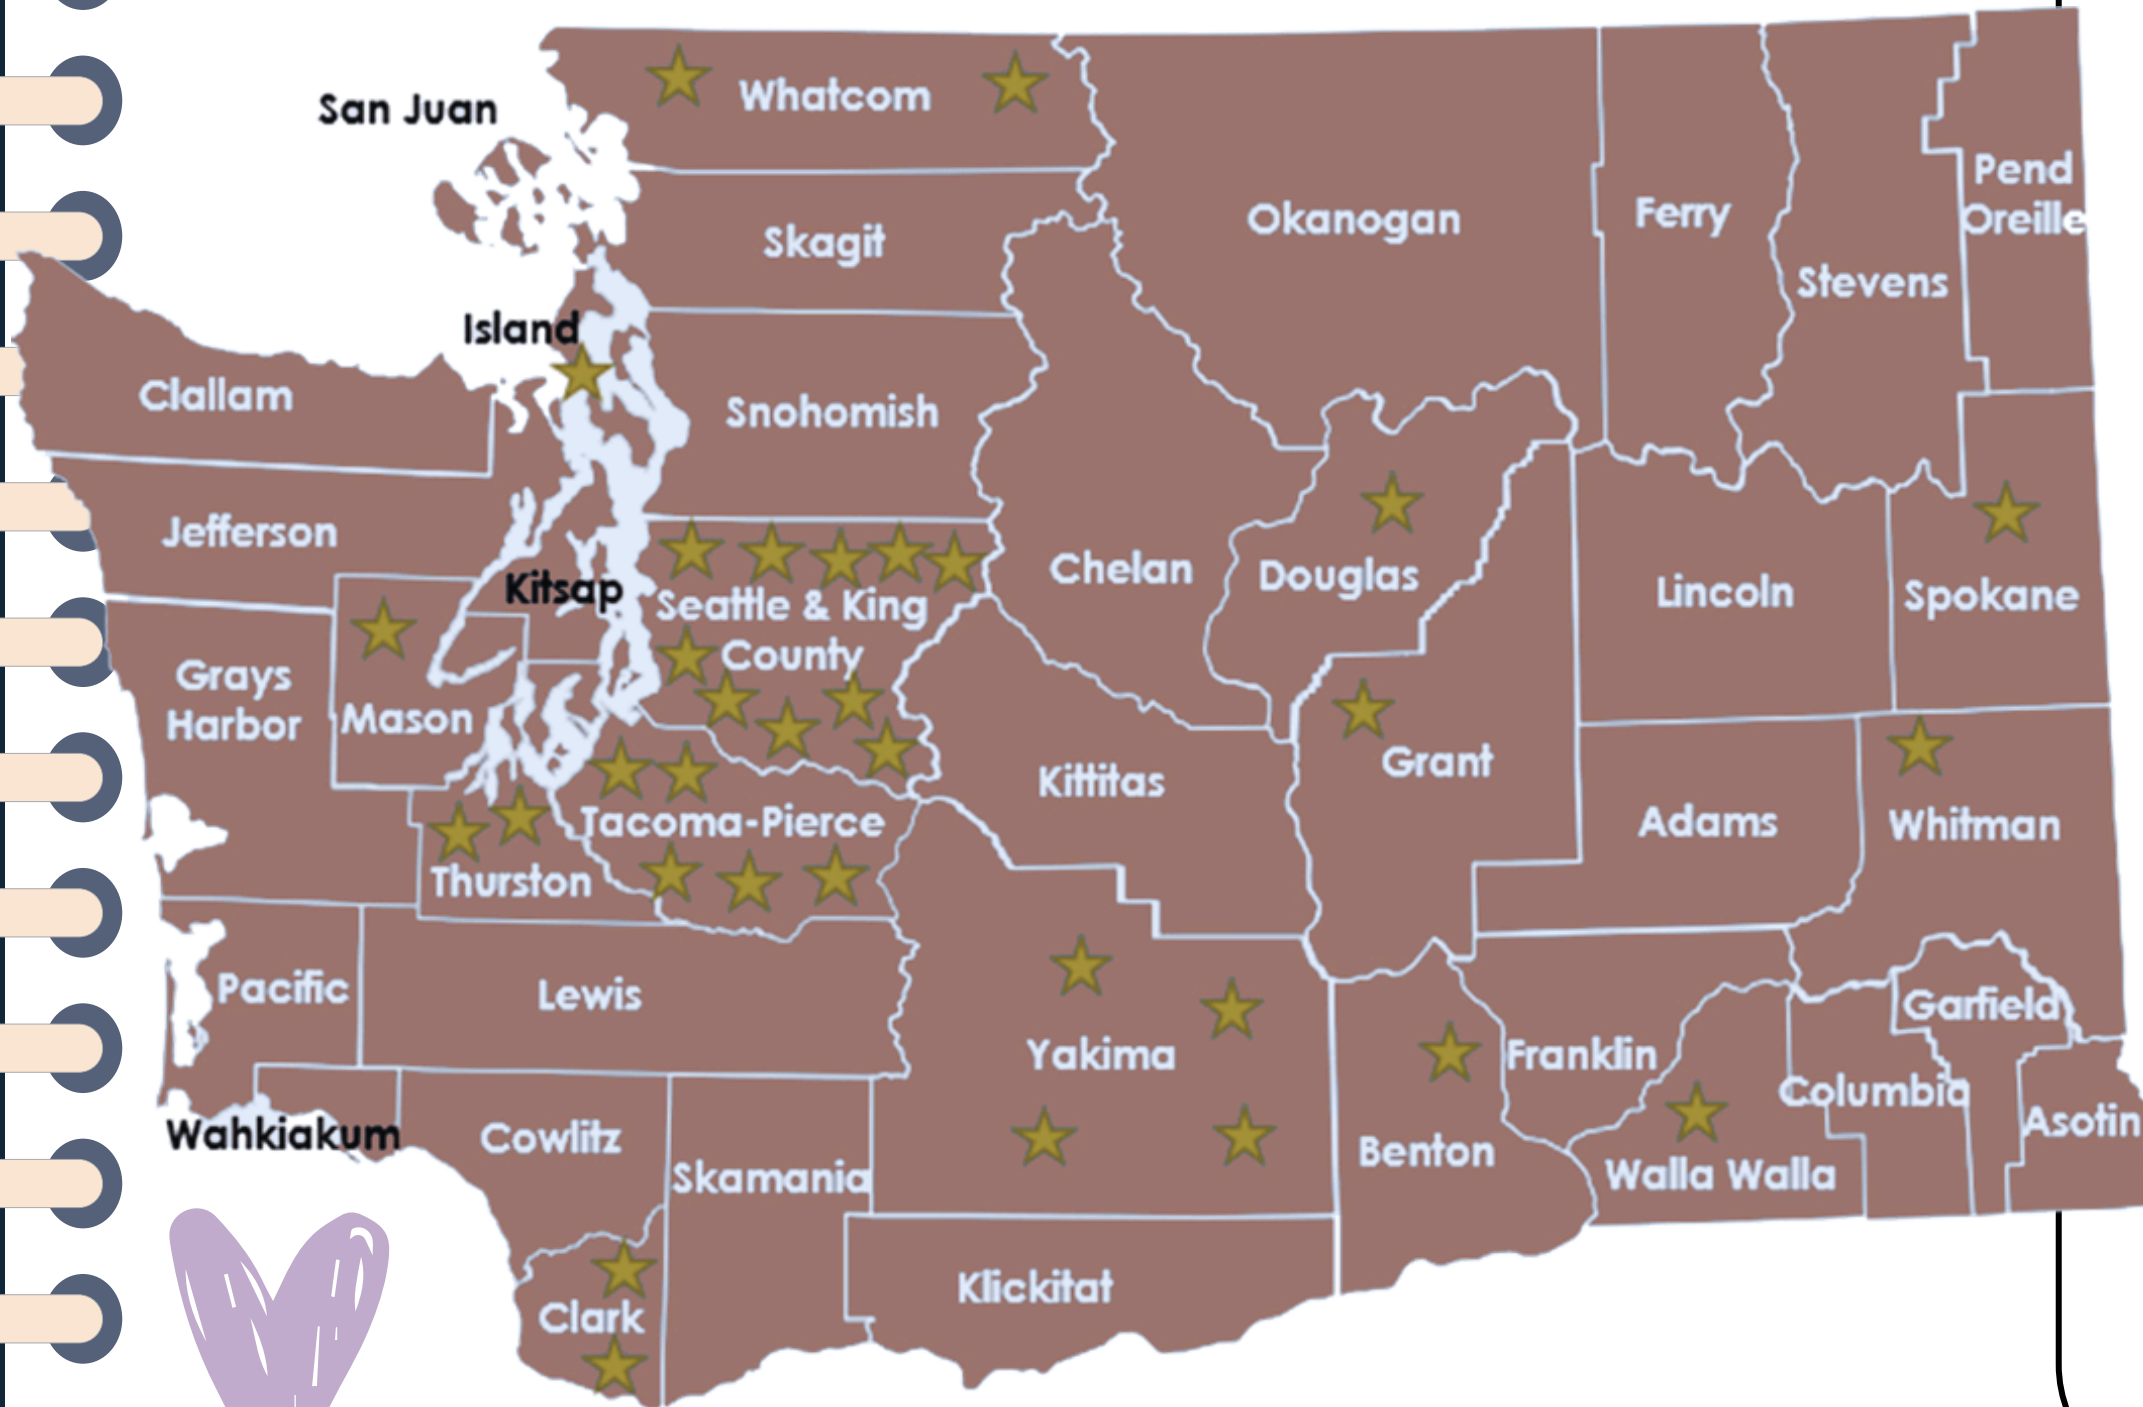 San Juan
Whatcom
Skagit
Okanogan
Ferry
Pend
Oreille
Stevens
Island
Clallam
Snohomish
Jefferson
Kitsap
Seattle & King
County
Chelan
Douglas
Lincoln
Spokane
Grays
Harbor
Mason
Kittitas
Grant
Adams
Whitman
Tacoma-Pierce
Thurston
Pacific
Lewis
Yakima
Franklin
Garfield
Columbia
Asotin
Wahkiakum
Cowlitz
Skamania
Benton
Walla Walla
Clark
Klickitat